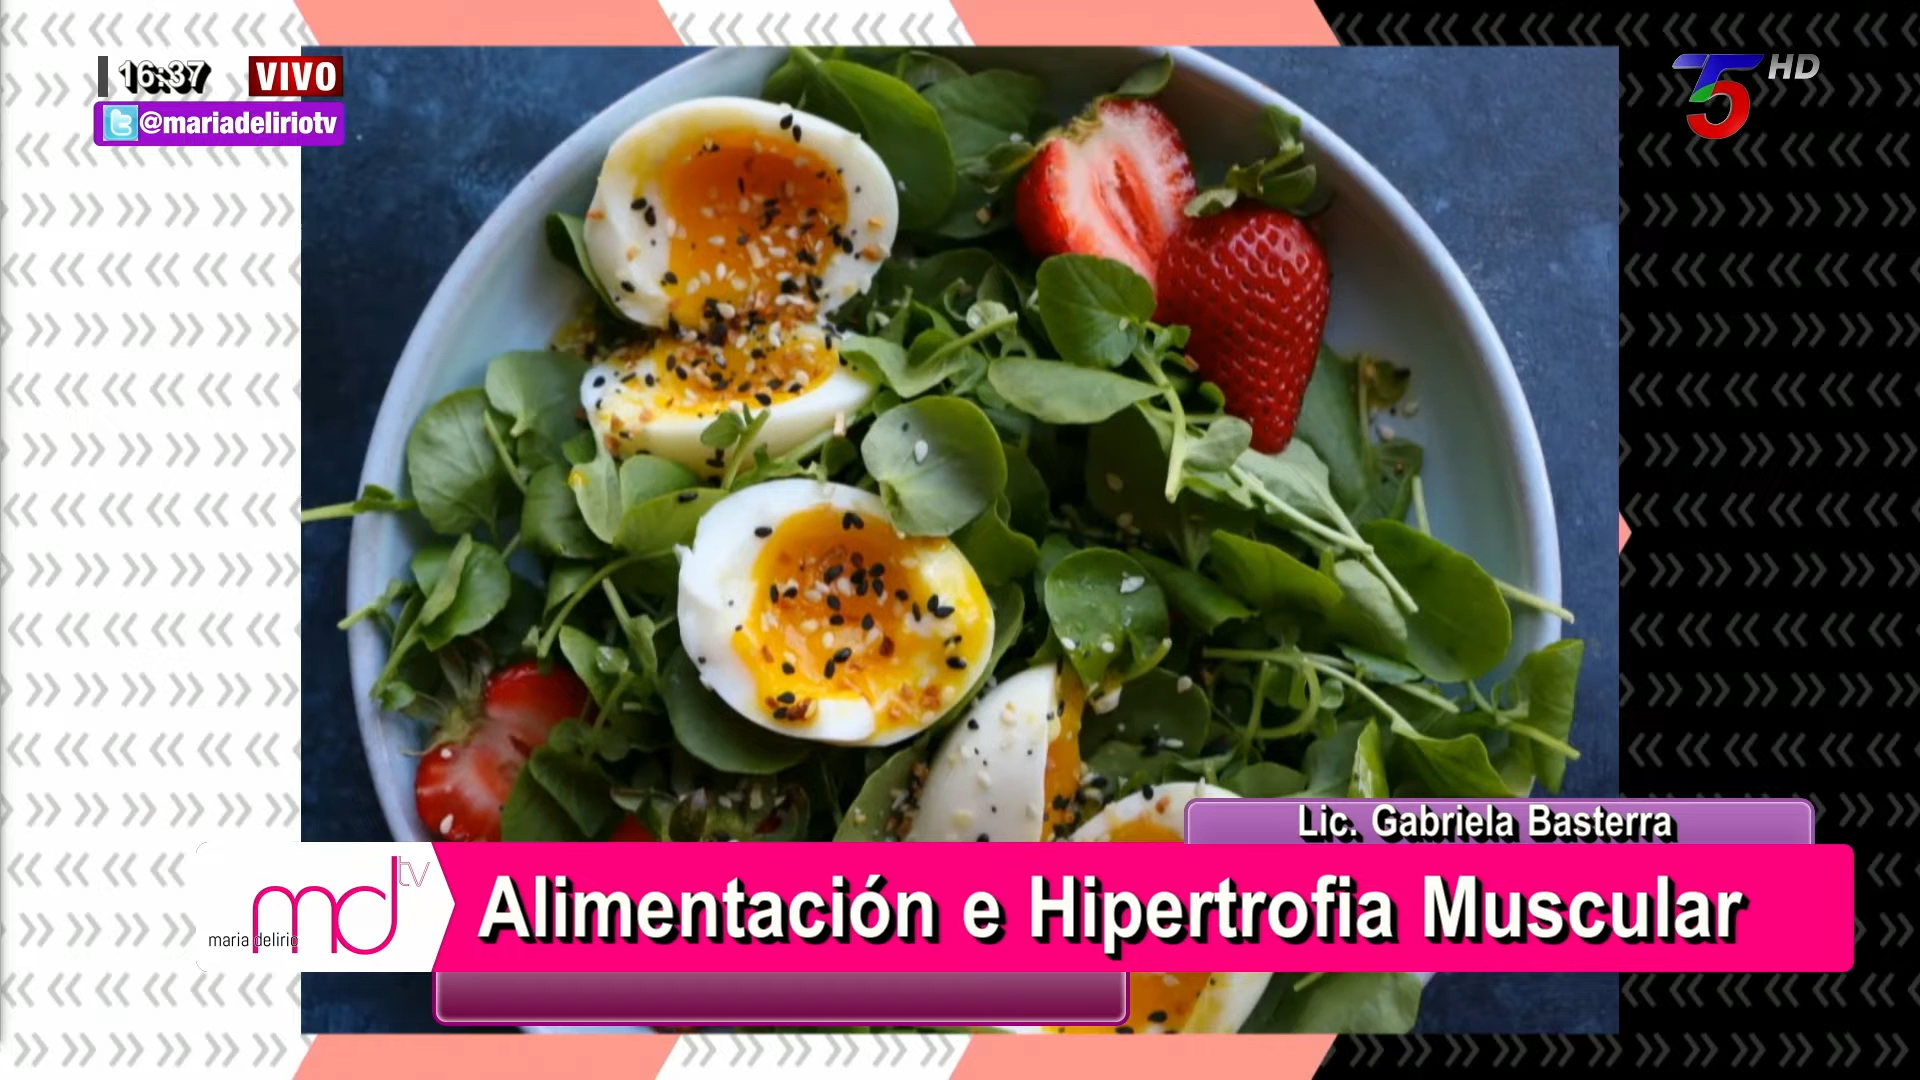 16:37 VIVO
@mariadeliriotv
5 HD
Lic. Gabriela Basterra
md tv
maria delirio
Alimentación e Hipertrofia Muscular